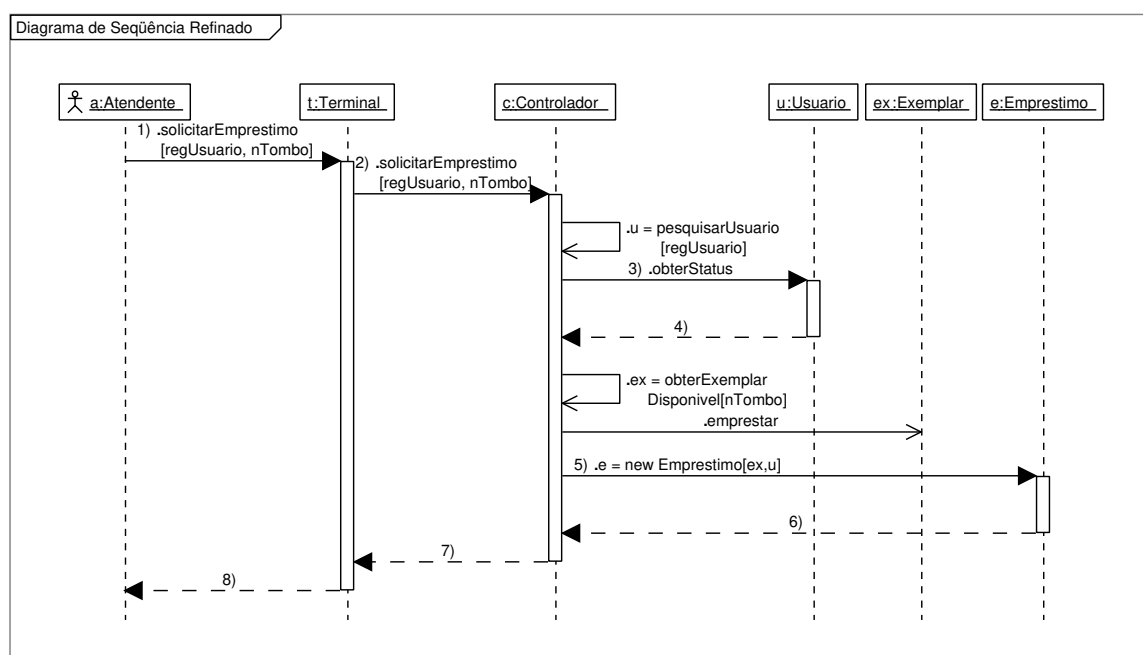 Diagrama de Seqüência Refinado
a:Atendente
t:Terminal
c:Controlador
u:Usuario
ex:Exemplar
e:Emprestimo
1) .solicitarEmprestimo
[regUsuario, nTombo]
2) .solicitarEmprestimo
[regUsuario, nTombo]
.u = pesquisarUsuario
[regUsuario]
3) .obterStatus
4)
.ex = obterExemplar
Disponivel[nTombo]
.emprestar
5) .e = new Emprestimo[ex,u]
6)
7)
8)